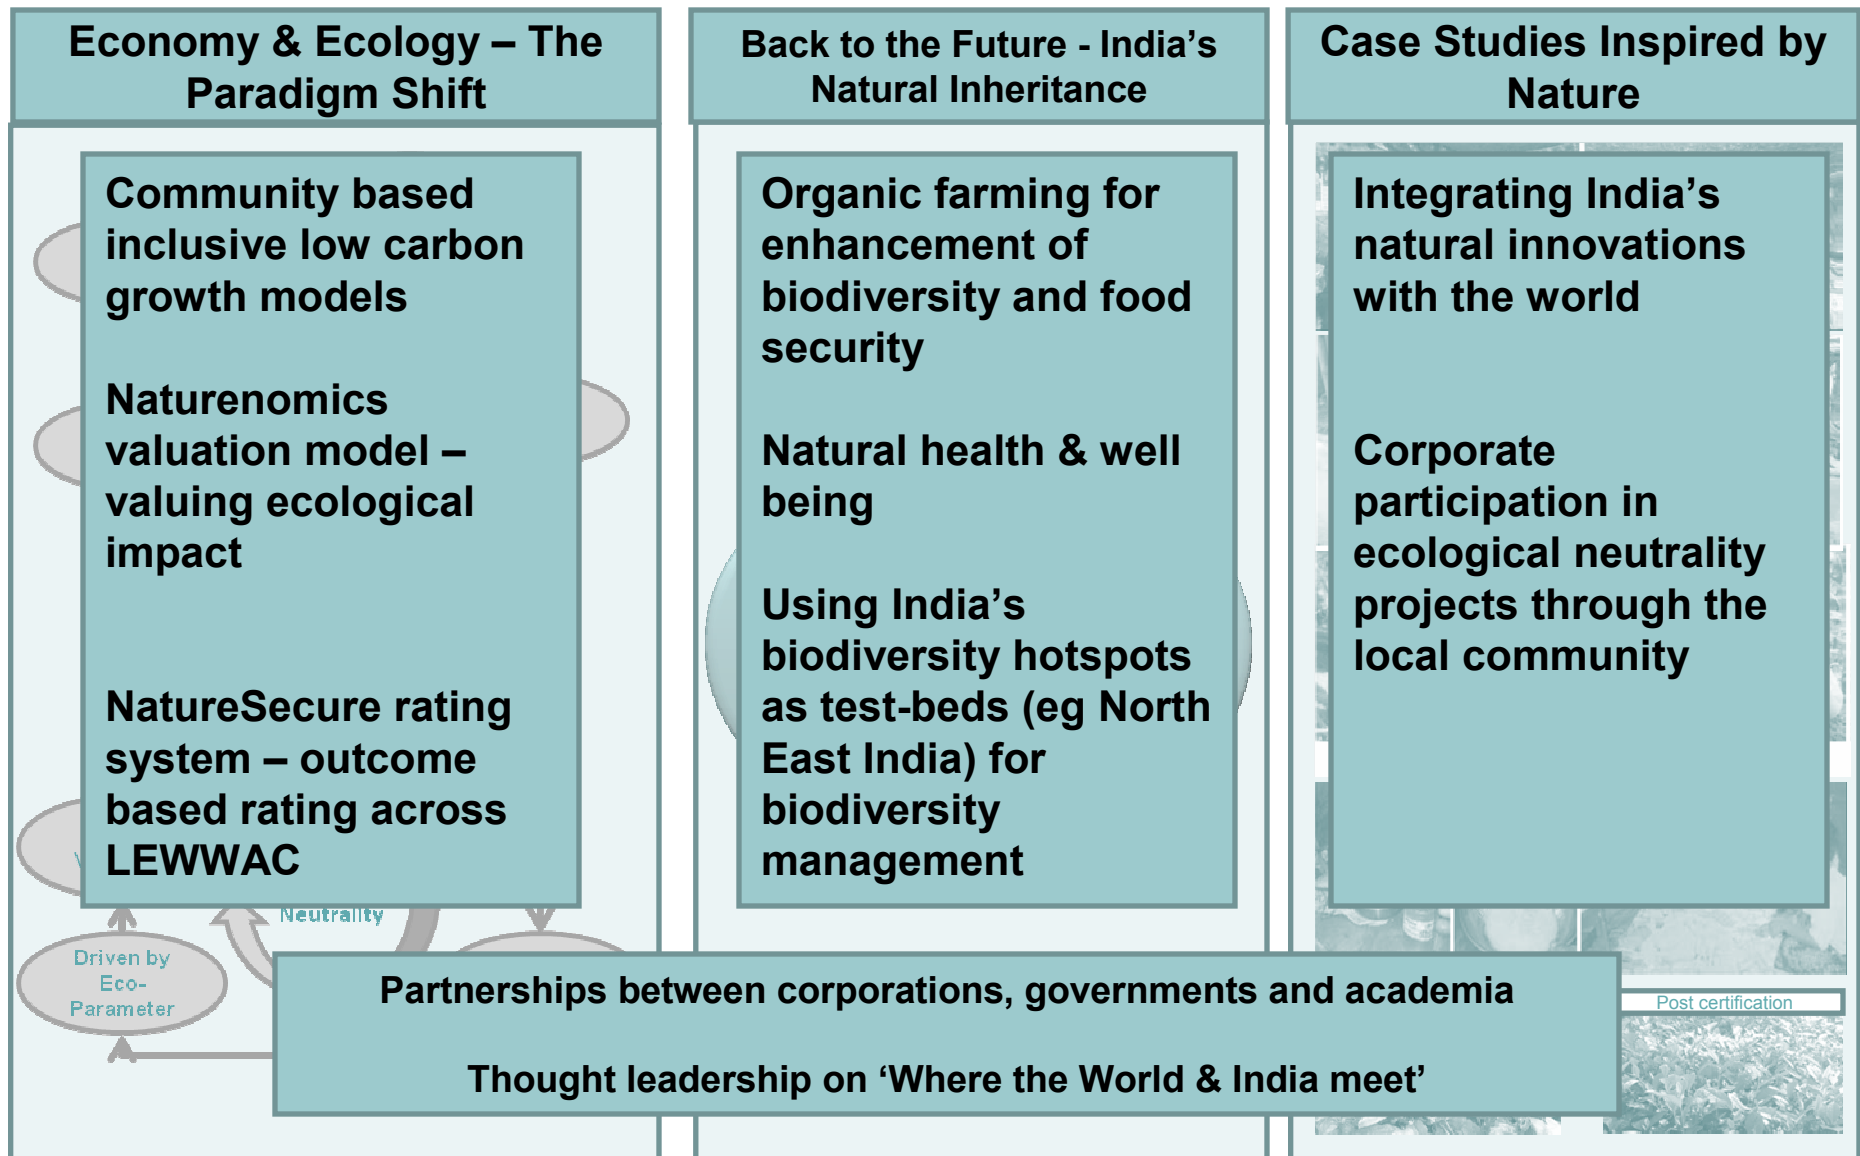 Economy & Ecology – The
Paradigm Shift
Community based
inclusive low carbon
growth models
Naturenomics
valuation model –
valuing ecological
impact
NatureSecure rating
system – outcome
based rating across
LEWWAC
Neutrality
Driven by
Eco-
Parameter
Back to the Future - India’s
Natural Inheritance
Organic farming for
enhancement of
biodiversity and food
security
Natural health & well
being
Using India’s
biodiversity hotspots
as test-beds (eg North
East India) for
biodiversity
management
Case Studies Inspired by
Nature
Integrating India’s
natural innovations
with the world
Corporate
participation in
ecological neutrality
projects through the
local community
Post certification
Partnerships between corporations, governments and academia
Thought leadership on ‘Where the World & India meet’